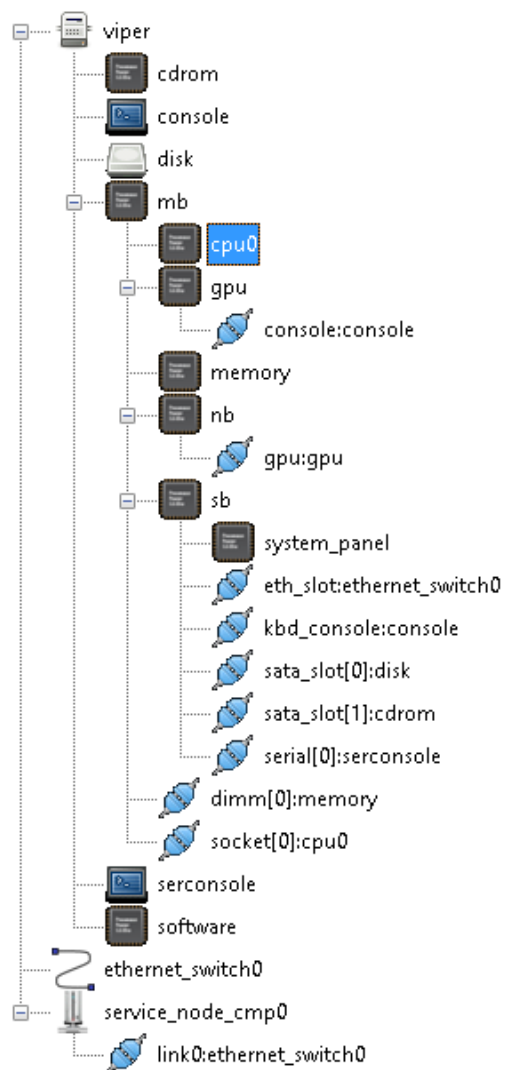 viper
cdrom
console
disk
mb
cpu0
gpu
console:console
memory
nb
gpu:gpu
sb
system_panel
eth_slot:ethernet_switch0
kbd_console:console
sata_slot[0]:disk
sata_slot[1]:cdrom
serial[0]:serconsole
dimm[0]:memory
socket[0]:cpu0
serconsole
software
ethernet_switch0
service_node_cmp0
link0:ethernet_switch0